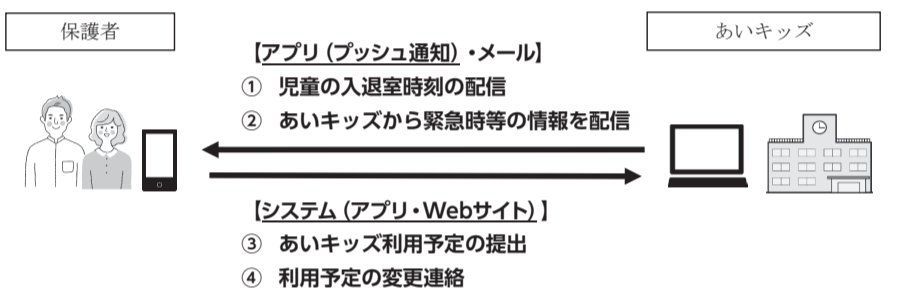 保護者
あいキッズ
【アプリ（プッシュ通知）・メール】
① 児童の入退室時刻の配信
② あいキッズから緊急時等の情報を配信
【システム（アプリ・Webサイト）】
③ あいキッズ利用予定の提出
④ 利用予定の変更連絡